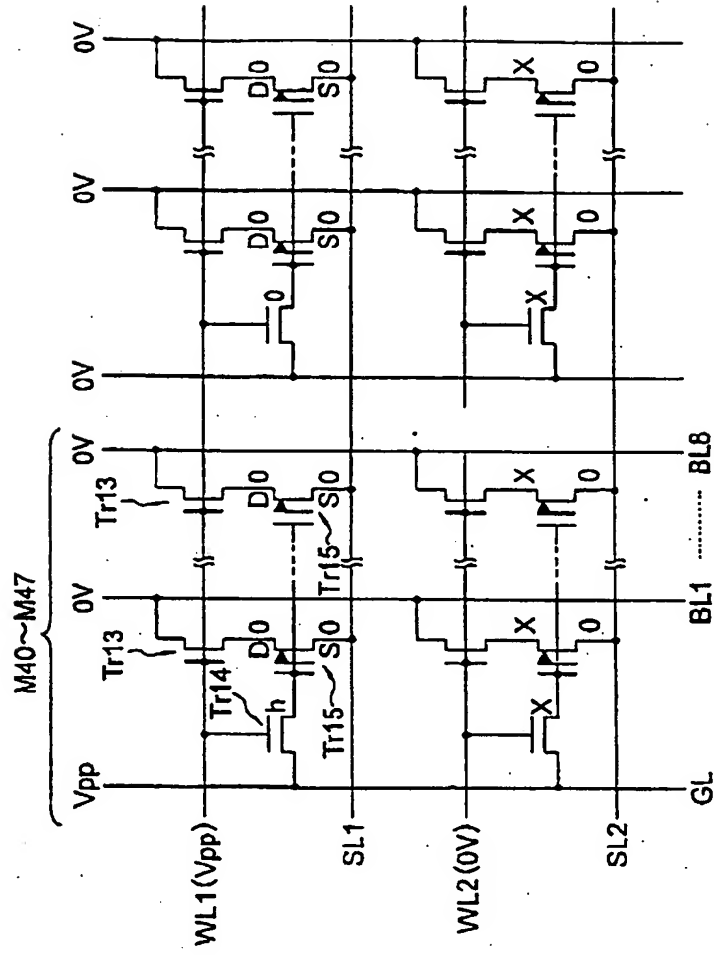 M40~M47
Vpp 0V 0V 0V 0V 0V
Tr13 Tr13
WL1(Vpp)
Tr14
h D 0 D 0 0 D 0 D 0
Tr15 S 0 Tr15 S 0 S 0 S 0
SL1
WL2(0V)
X X X X X X
0 0 0 0
SL2
GL BL1 ........ BL8